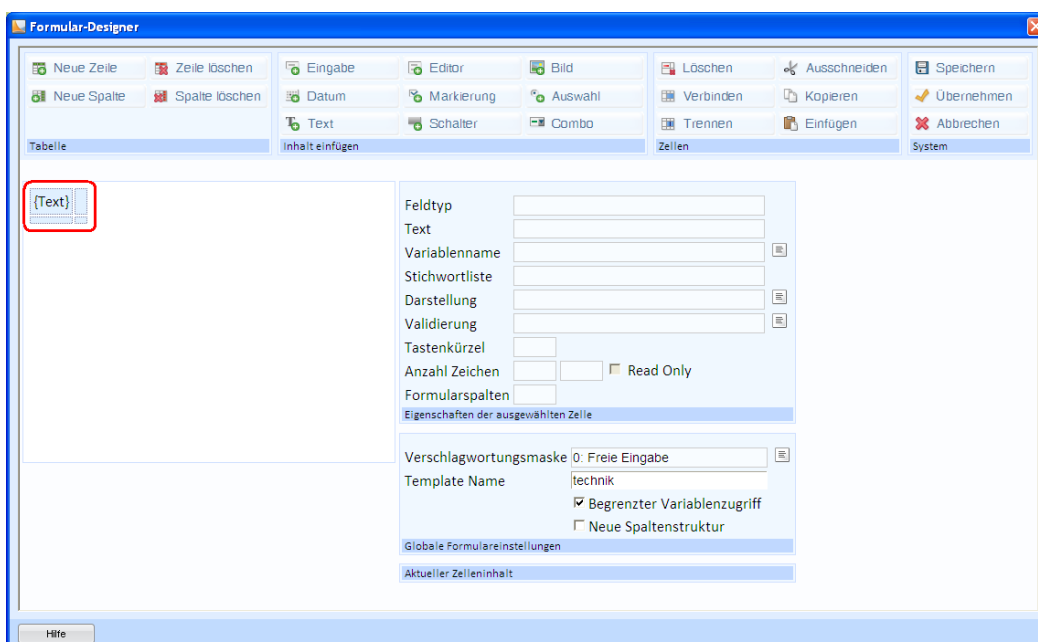 Formular-Designer
Neue Zeile
Zeile löschen
Neue Spalte
Spalte löschen
Tabelle
Eingabe
Editor
Bild
Datum
Markierung
Auswahl
Text
Schalter
Combo
Inhalt einfügen
Löschen
Ausschneiden
Verbinden
Kopieren
Trennen
Einfügen
Zellen
Speichern
Übernehmen
Abbrechen
System
{Text}
Feldtyp
Text
Variablenname
Stichwortliste
Darstellung
Validierung
Tastenkürzel
Anzahl Zeichen Read Only
Formularspalten
Eigenschaften der ausgewählten Zelle
Verschlagwortungsmaske 0: Freie Eingabe
Template Name technik
Begrenzter Variablenzugriff
Neue Spaltenstruktur
Globale Formulareinstellungen
Aktueller Zelleninhalt
Hilfe